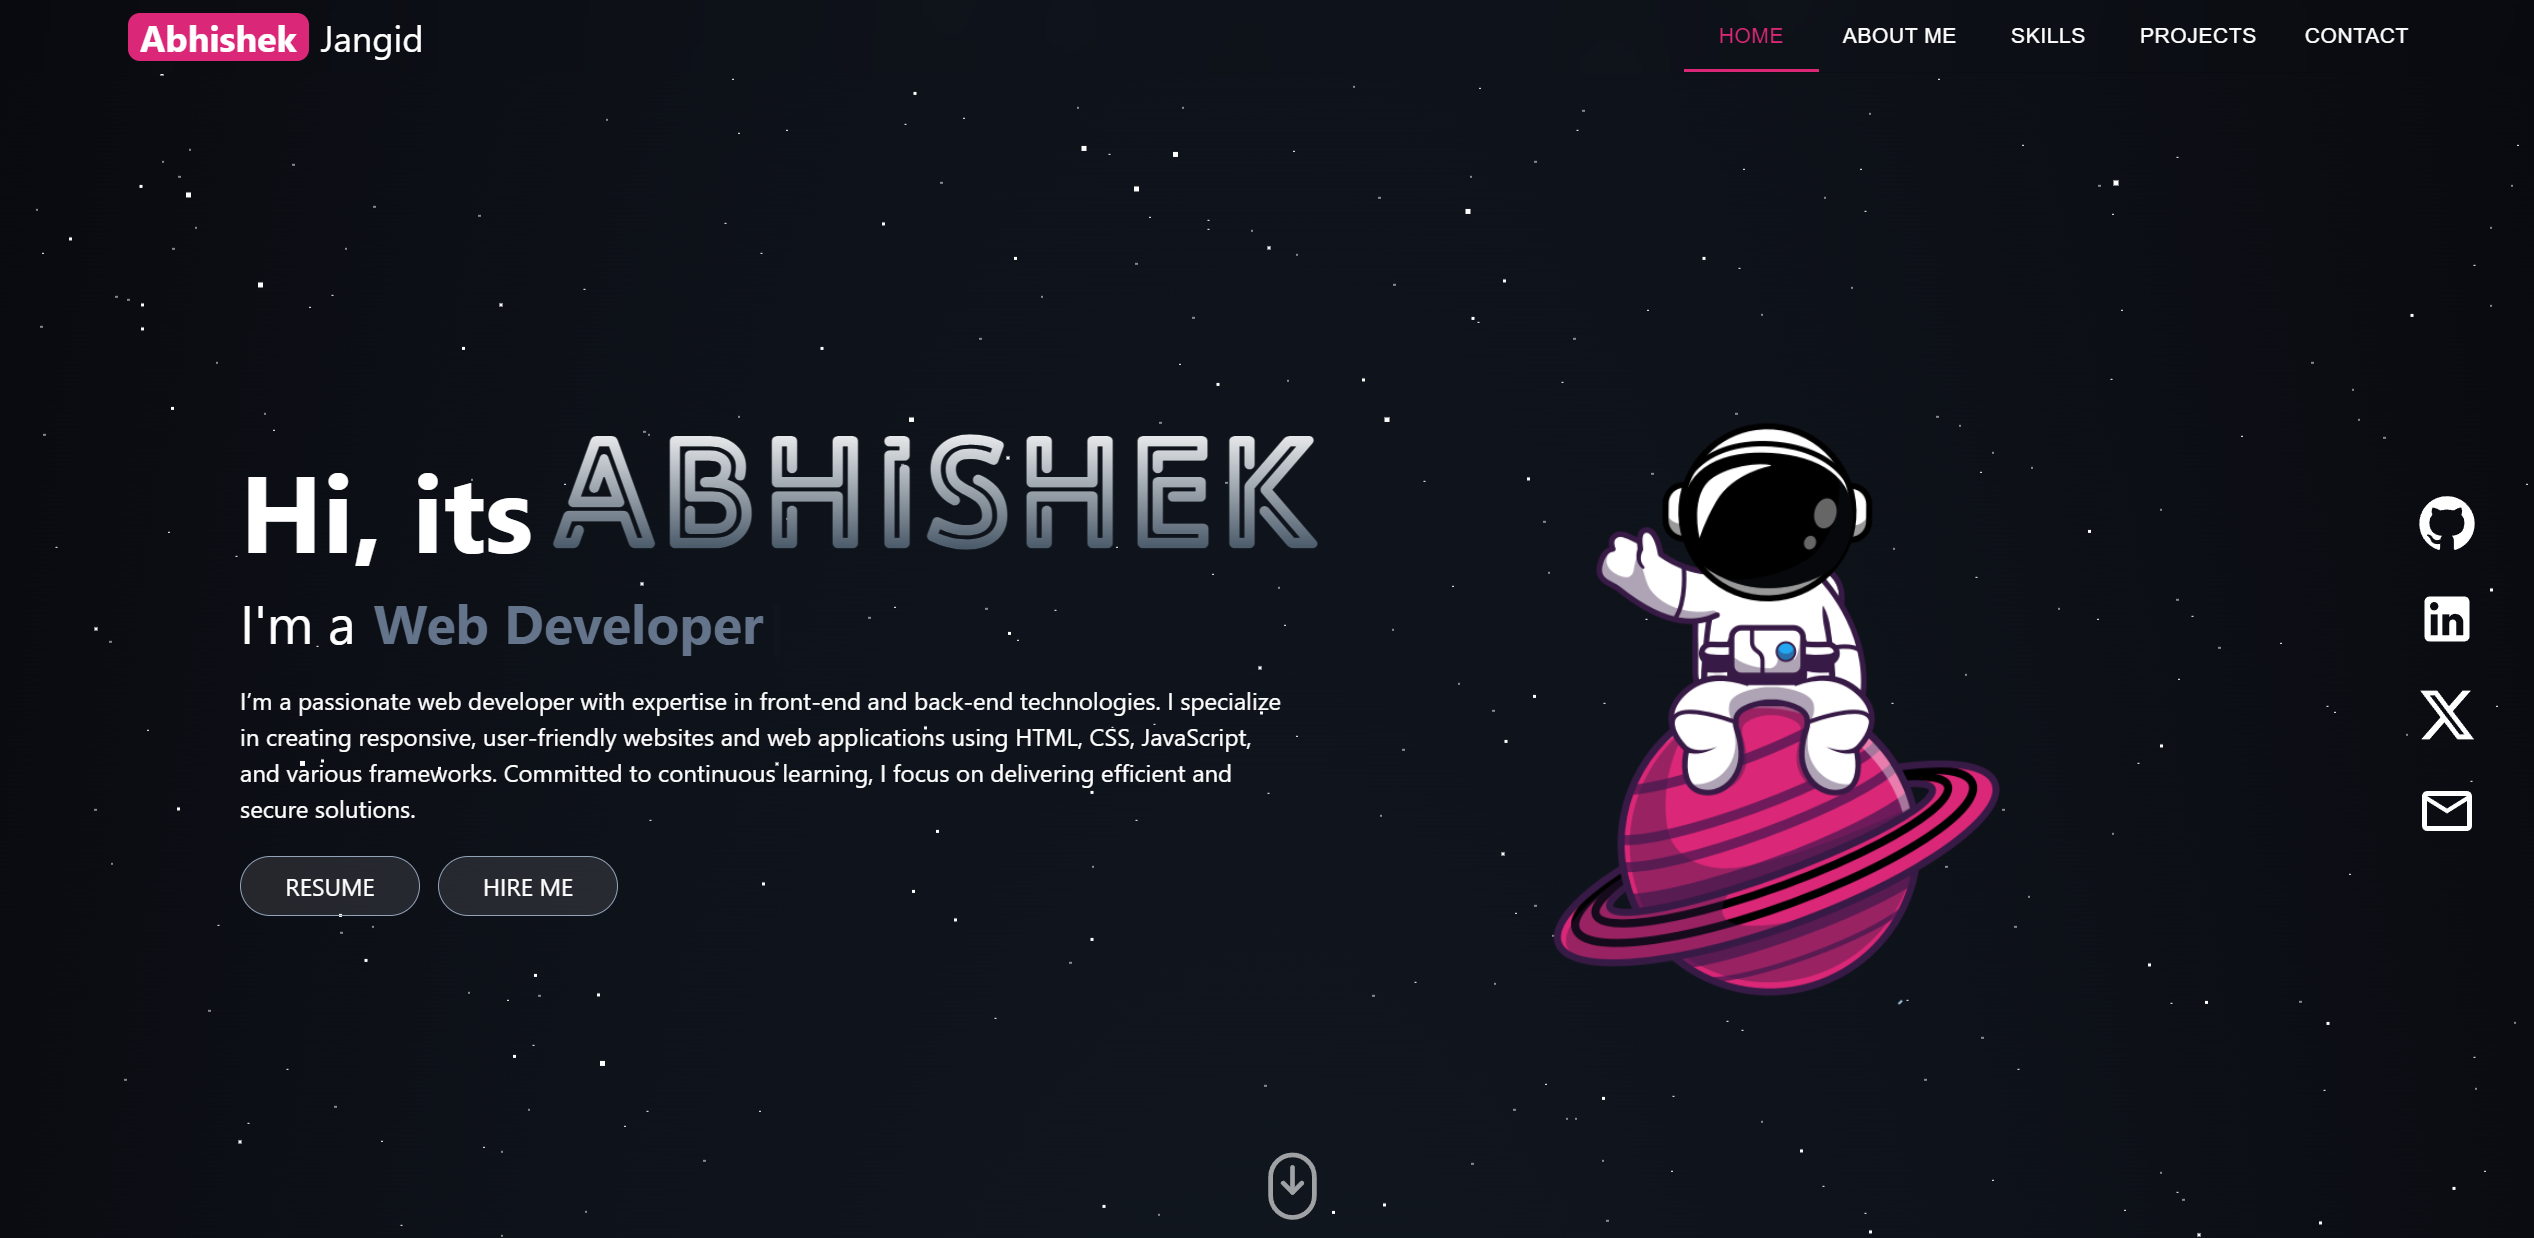 Abhishek Jangid
HOME ABOUT ME SKILLS PROJECTS CONTACT
Hi, its ABHiSHEK
I'm a Web Developer
I’m a passionate web developer with expertise in front-end and back-end technologies. I specialize
in creating responsive, user-friendly websites and web applications using HTML, CSS, JavaScript,
and various frameworks. Committed to continuous learning, I focus on delivering efficient and
secure solutions.
RESUME HIRE ME
in